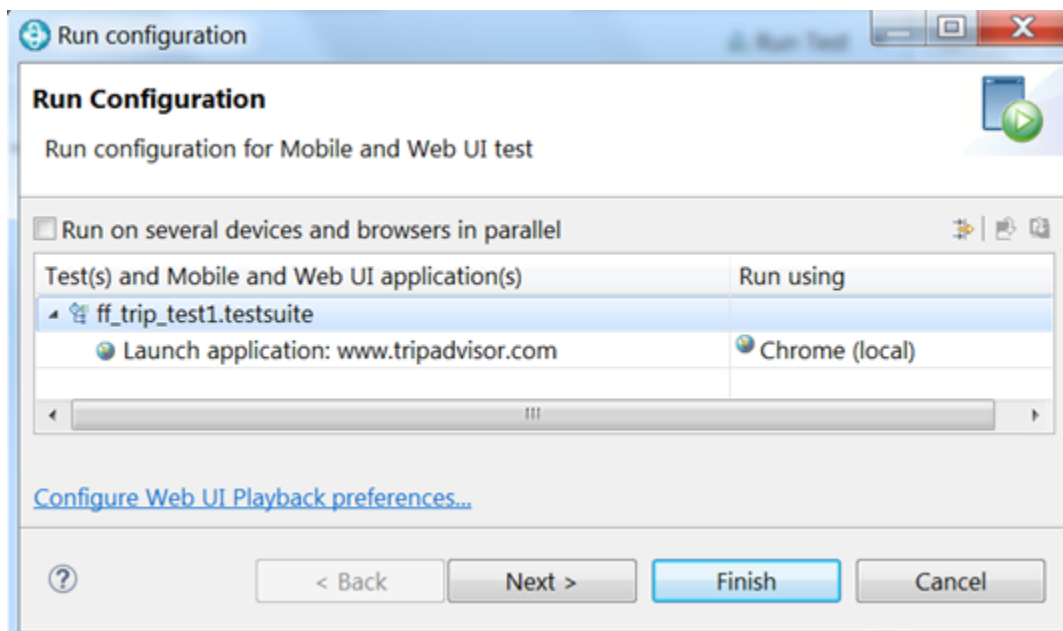 Run configuration
Run Test
Run Configuration
Run configuration for Mobile and Web UI test
Run on several devices and browsers in parallel
Test(s) and Mobile and Web UI application(s) Run using
ff_trip_test1.testsuite
Launch application: www.tripadvisor.com Chrome (local)
Configure Web UI Playback preferences...
? < Back Next > Finish Cancel